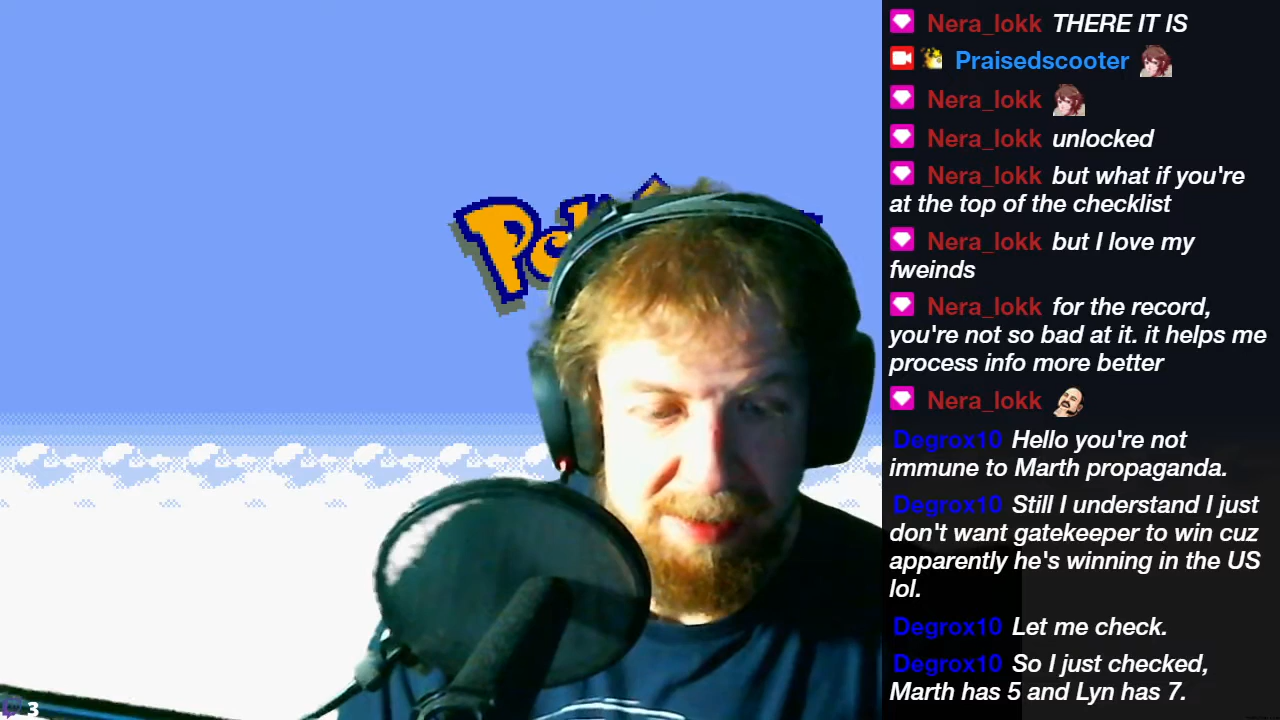 Nera_lokk THERE IT IS
Praisedscooter
Nera_lokk
Nera_lokk unlocked
Nera_lokk but what if you're
at the top of the checklist
Nera_lokk but I love my
fweinds
Nera_lokk for the record,
you're not so bad at it. it helps me
process info more better
Nera_lokk
Degrox10 Hello you're not
immune to Marth propaganda.
Degrox10 Still I understand I just
don't want gatekeeper to win cuz
apparently he's winning in the US
lol.
Degrox10 Let me check.
Degrox10 So I just checked,
Marth has 5 and Lyn has 7.
3